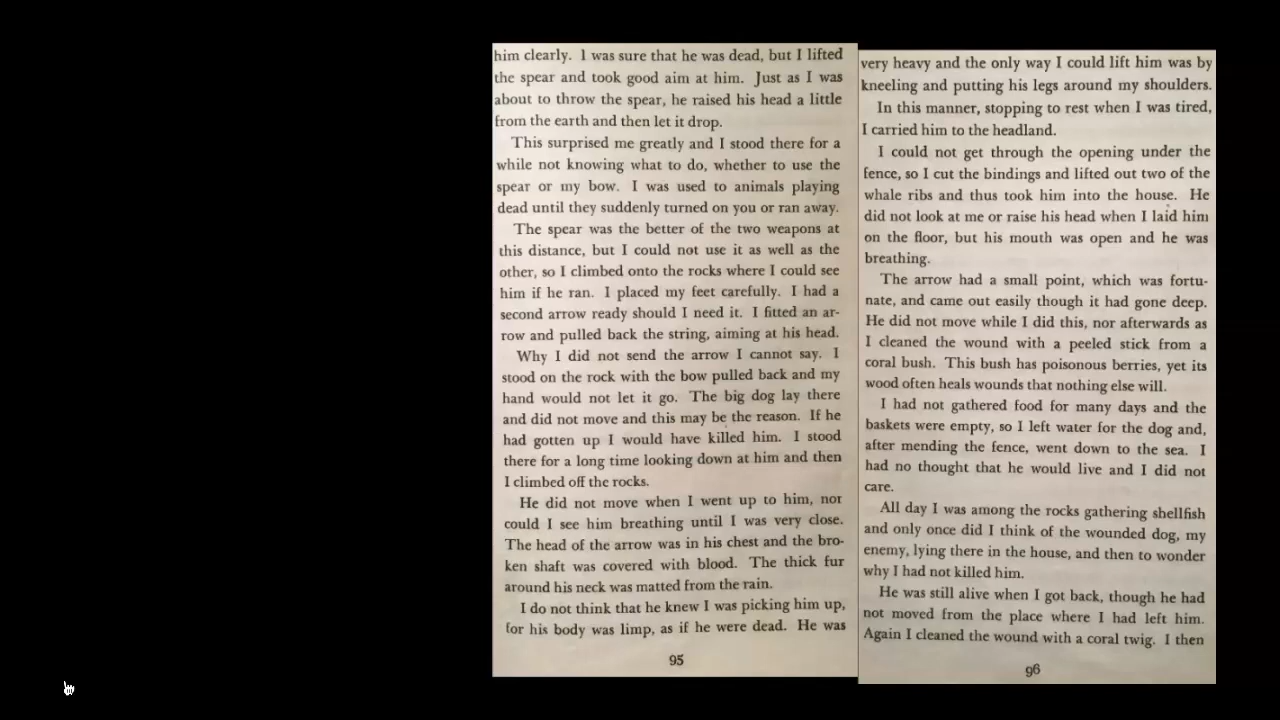 him clearly. I was sure that he was dead, but I lifted
the spear and took good aim at him. Just as I was
about to throw the spear, he raised his head a little
from the earth and then let it drop.
This surprised me greatly and I stood there for a
while not knowing what to do, whether to use the
spear or my bow. I was used to animals playing
dead until they suddenly turned on you or ran away.
The spear was the better of the two weapons at
this distance, but I could not use it as well as the
other, so I climbed onto the rocks where I could see
him if he ran. I placed my feet carefully. I had a
second arrow ready should I need it. I fitted an ar-
row and pulled back the string, aiming at his head.
Why I did not send the arrow I cannot say. I
stood on the rock with the bow pulled back and my
hand would not let it go. The big dog lay there
and did not move and this may be the reason. If he
had gotten up I would have killed him. I stood
there for a long time looking down at him and then
I climbed off the rocks.
He did not move when I went up to him, nor
could I see him breathing until I was very close.
The head of the arrow was in his chest and the bro-
ken shaft was covered with blood. The thick fur
around his neck was matted from the rain.
I do not think that he knew I was picking him up,
for his body was limp, as if he were dead. He was
95
very heavy and the only way I could lift him was by
kneeling and putting his legs around my shoulders.
In this manner, stopping to rest when I was tired,
I carried him to the headland.
I could not get through the opening under the
fence, so I cut the bindings and lifted out two of the
whale ribs and thus took him into the house. He
did not look at me or raise his head when I laid him
on the floor, but his mouth was open and he was
breathing.
The arrow had a small point, which was fortu-
nate, and came out easily though it had gone deep.
He did not move while I did this, nor afterwards as
I cleaned the wound with a peeled stick from a
coral bush. This bush has poisonous berries, yet its
wood often heals wounds that nothing else will.
I had not gathered food for many days and the
baskets were empty, so I left water for the dog and,
after mending the fence, went down to the sea. I
had no thought that he would live and I did not
care.
All day I was among the rocks gathering shellfish
and only once did I think of the wounded dog, my
enemy, lying there in the house, and then to wonder
why I had not killed him.
He was still alive when I got back, though he had
not moved from the place where I had left him.
Again I cleaned the wound with a coral twig. I then
96